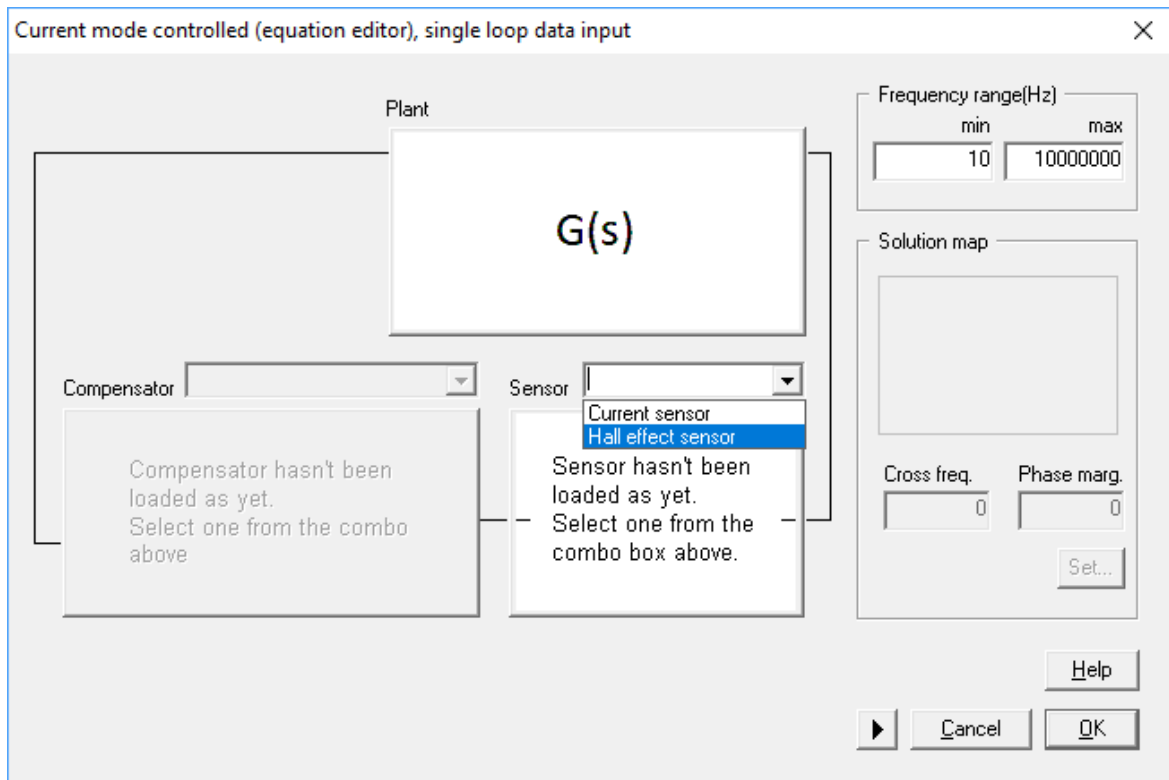 Current mode controlled (equation editor), single loop data input
Plant
G(s)
Compensator
Compensator hasn't been
loaded as yet.
Select one from the combo
above
Sensor
Current sensor
Hall effect sensor
Sensor hasn't been
loaded as yet.
Select one from the
combo box above.
Frequency range(Hz)
min max
10 10000000
Solution map
Cross freq. Phase marg.
0 0
Set...
Help
Cancel OK